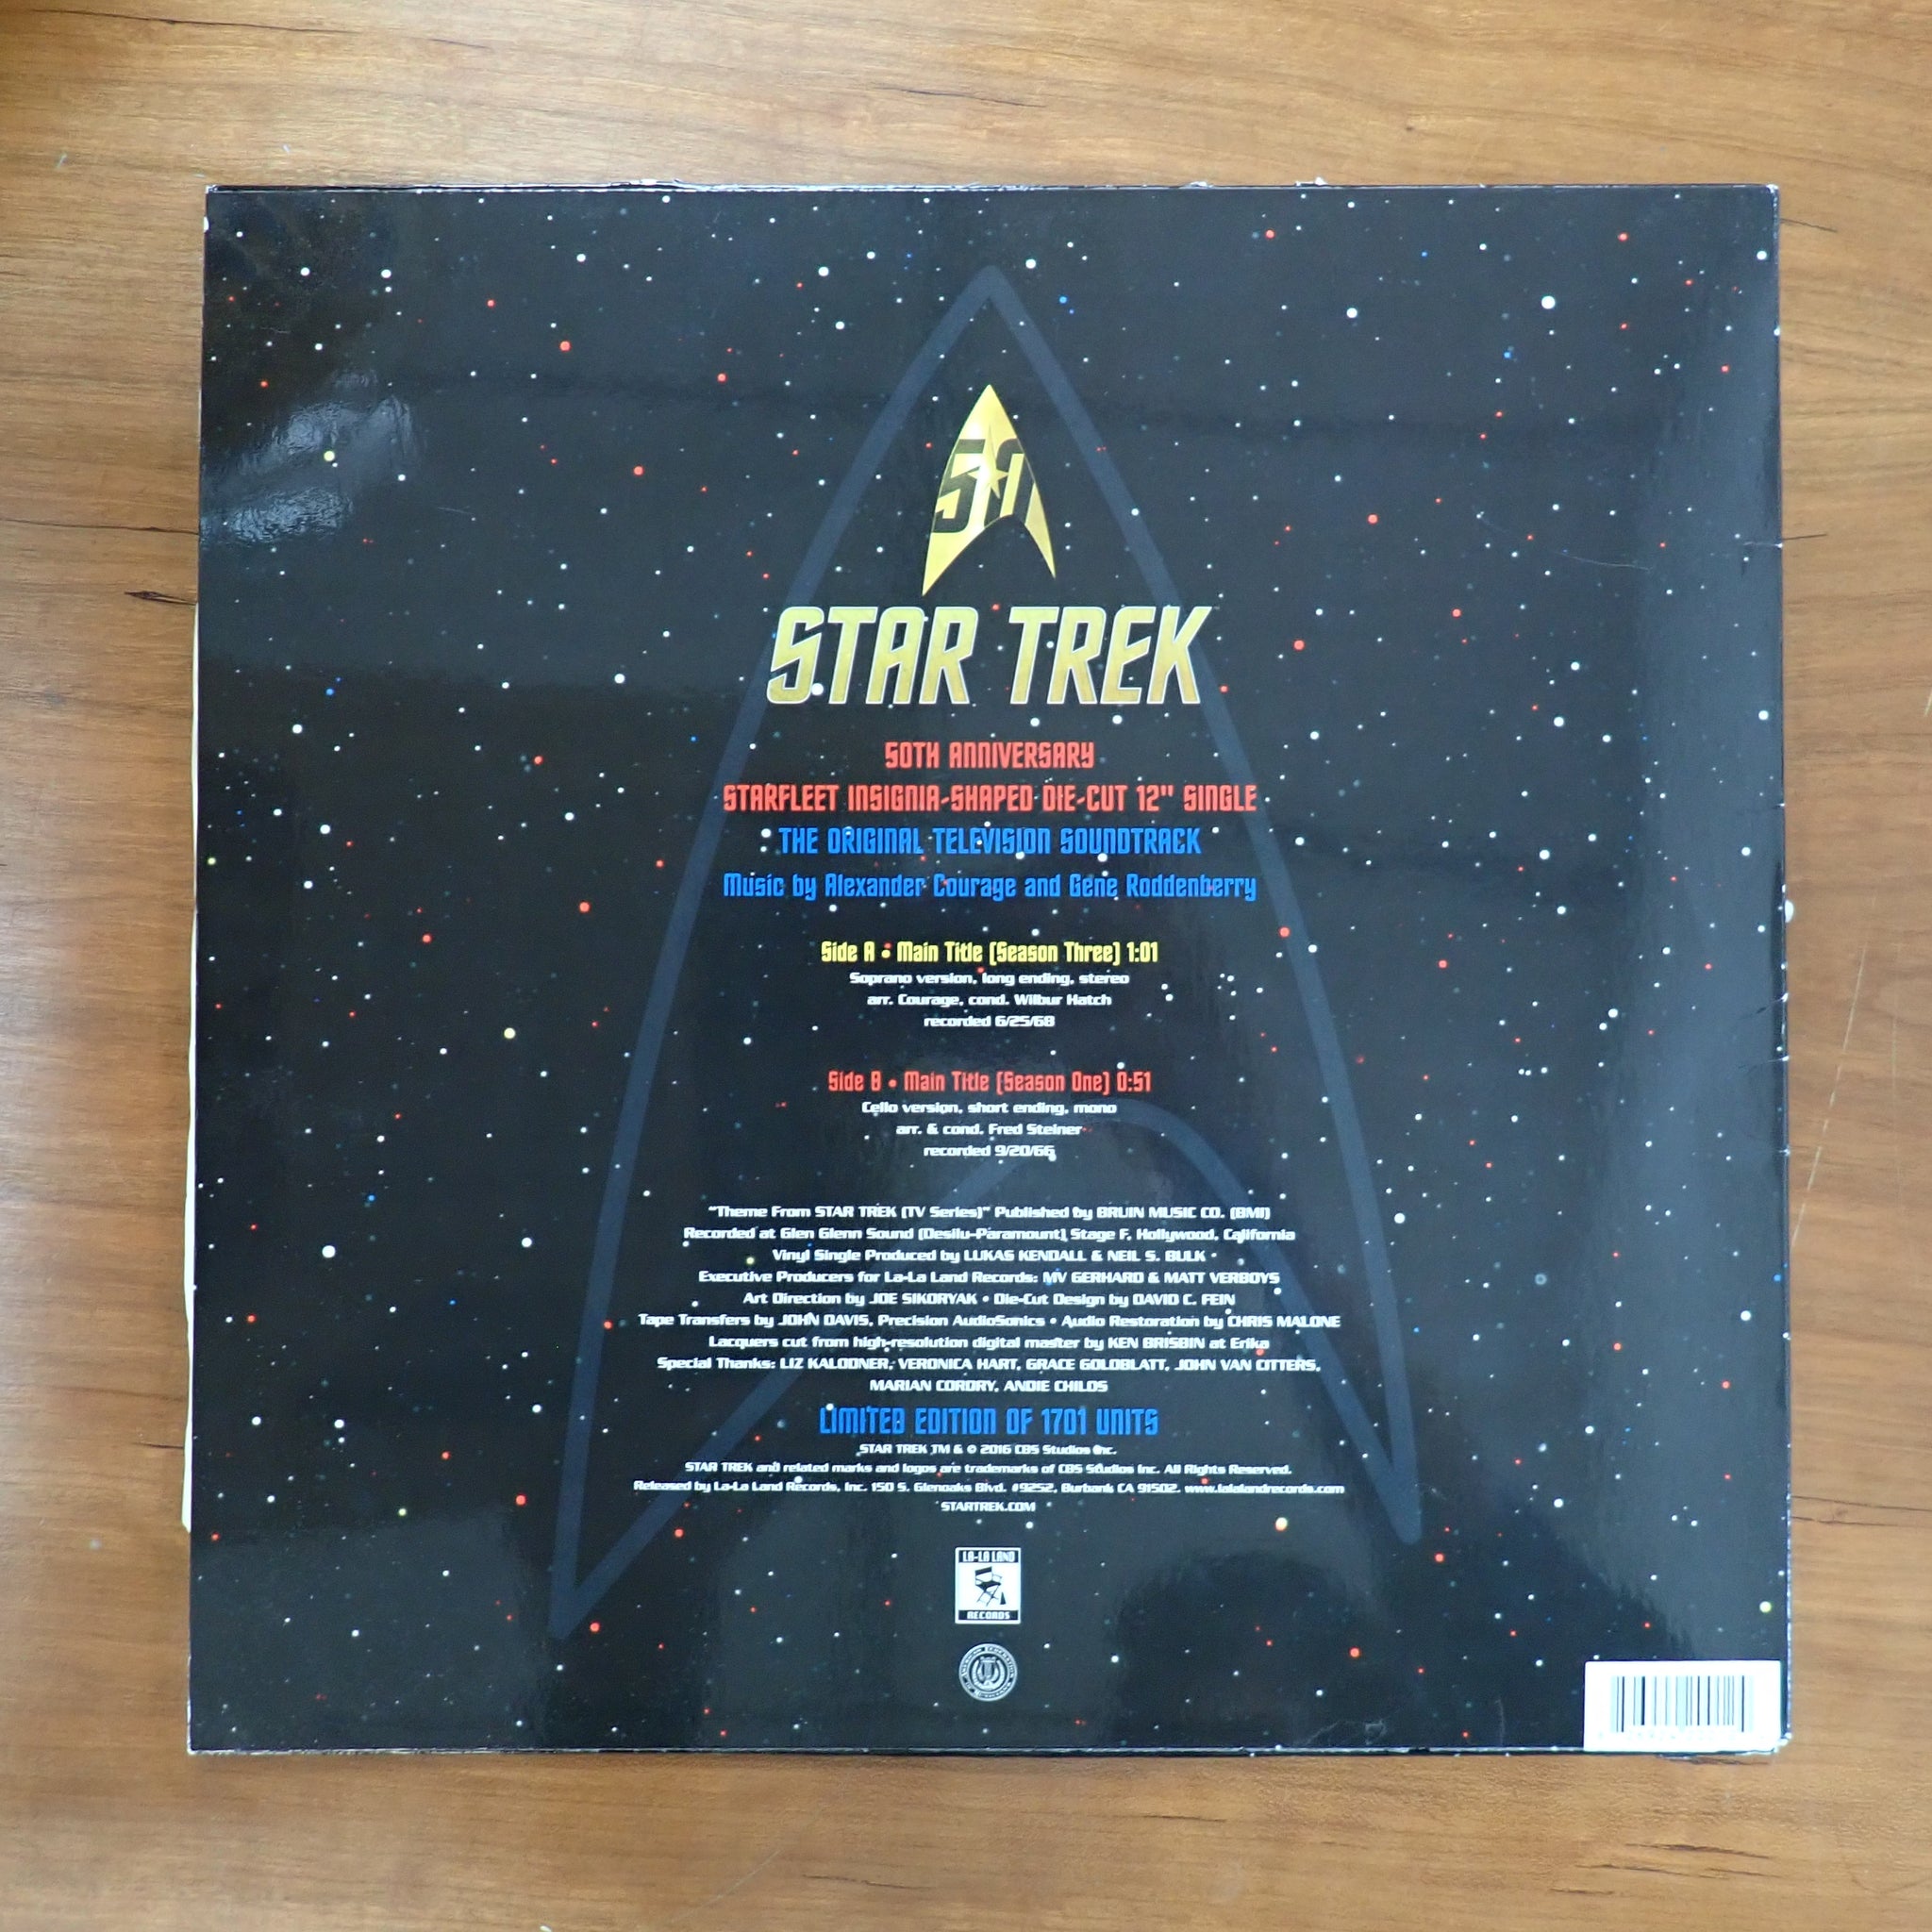 50
STAR TREK
50TH ANNIVERSARY
STARFLEET INSIGNIA-SHAPED DIE-CUT 12" SINGLE
THE ORIGINAL TELEVISION SOUNDTRACK
Music by Alexander Courage and Gene Roddenberry
Side A • Main Title (Season Three) 1:01
Soprano version, long ending, stereo
arr. Courage, cond. Wilbur Hatch
recorded 6/25/68
Side B • Main Title (Season One) 0:51
Cello version, short ending, mono
arr. & cond. Fred Steiner
recorded 9/20/66
"Theme From STAR TREK (TV Series)" Published by BRUIN MUSIC CO. (BMI)
Recorded at Glen Glenn Sound (Desilu-Paramount), Stage F, Hollywood, California
Vinyl Single Produced by LUKAS KENDALL & NEIL S. BULK
Executive Producers for La-La Land Records: MV GERHARD & MATT VERBOYS
Art Direction by JOE SIKORYAK • Die-Cut Design by DAVID C. FEIN
Tape Transfers by JOHN DAVIS, Precision AudioSonics • Audio Restoration by CHRIS MALONE
Lacquers cut from high-resolution digital master by KEN BRISBIN at Erika
Special Thanks: LIZ KALODNER, VERONICA HART, GRACE GOLDBLATT, JOHN VAN CITTERS,
MARIAN CORDRY, ANDIE CHILDS
LIMITED EDITION OF 1701 UNITS
STAR TREK TM & © 2016 CBS Studios Inc.
STAR TREK and related marks and logos are trademarks of CBS Studios Inc. All Rights Reserved.
Released by La-La Land Records, Inc. 150 S. Glenoaks Blvd. #9252, Burbank CA 91502. www.lalalandrecords.com
STARTREK.COM
LA-LA LAND
RECORDS